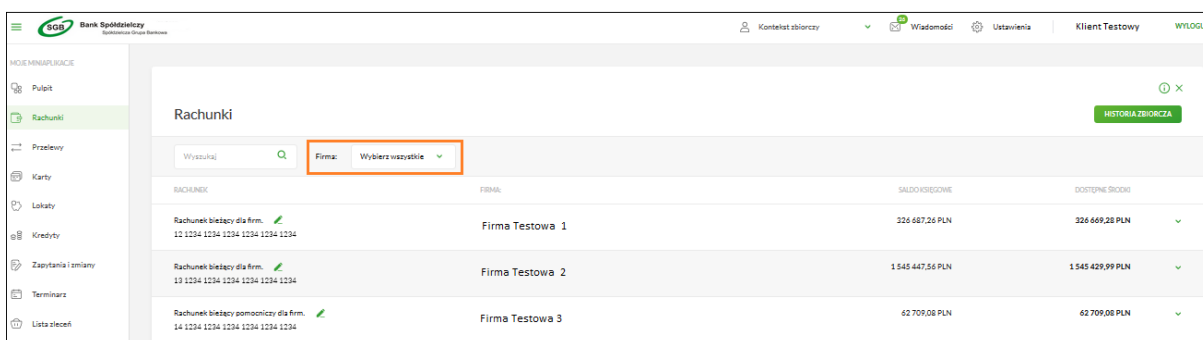 SGB Bank Spółdzielczy
Spółdzielcza Grupa Bankowa
Kontekst zbiorczy
Wiadomości
Ustawienia
Klient Testowy
WYLOGU
MOJE MINIAPLIKACJE
Pulpit
Rachunki
Przelewy
Karty
Lokaty
Kredyty
Zapytania i zmiany
Terminarz
Lista zleceń
Rachunki
HISTORIA ZBIORCZA
Wyszukaj
Firma: Wybierz wszystkie
RACHUNEK FIRMA: SALDO KSIĘGOWE DOSTĘPNE ŚRODKI
Rachunek bieżący dla firm.
12 1234 1234 1234 1234 1234 1234
Firma Testowa 1
326 687,26 PLN
326 669,28 PLN
Rachunek bieżący dla firm.
13 1234 1234 1234 1234 1234 1234
Firma Testowa 2
1 545 447,56 PLN
1 545 429,99 PLN
Rachunek bieżący pomocniczy dla firm.
14 1234 1234 1234 1234 1234 1234
Firma Testowa 3
62 709,08 PLN
62 709,08 PLN